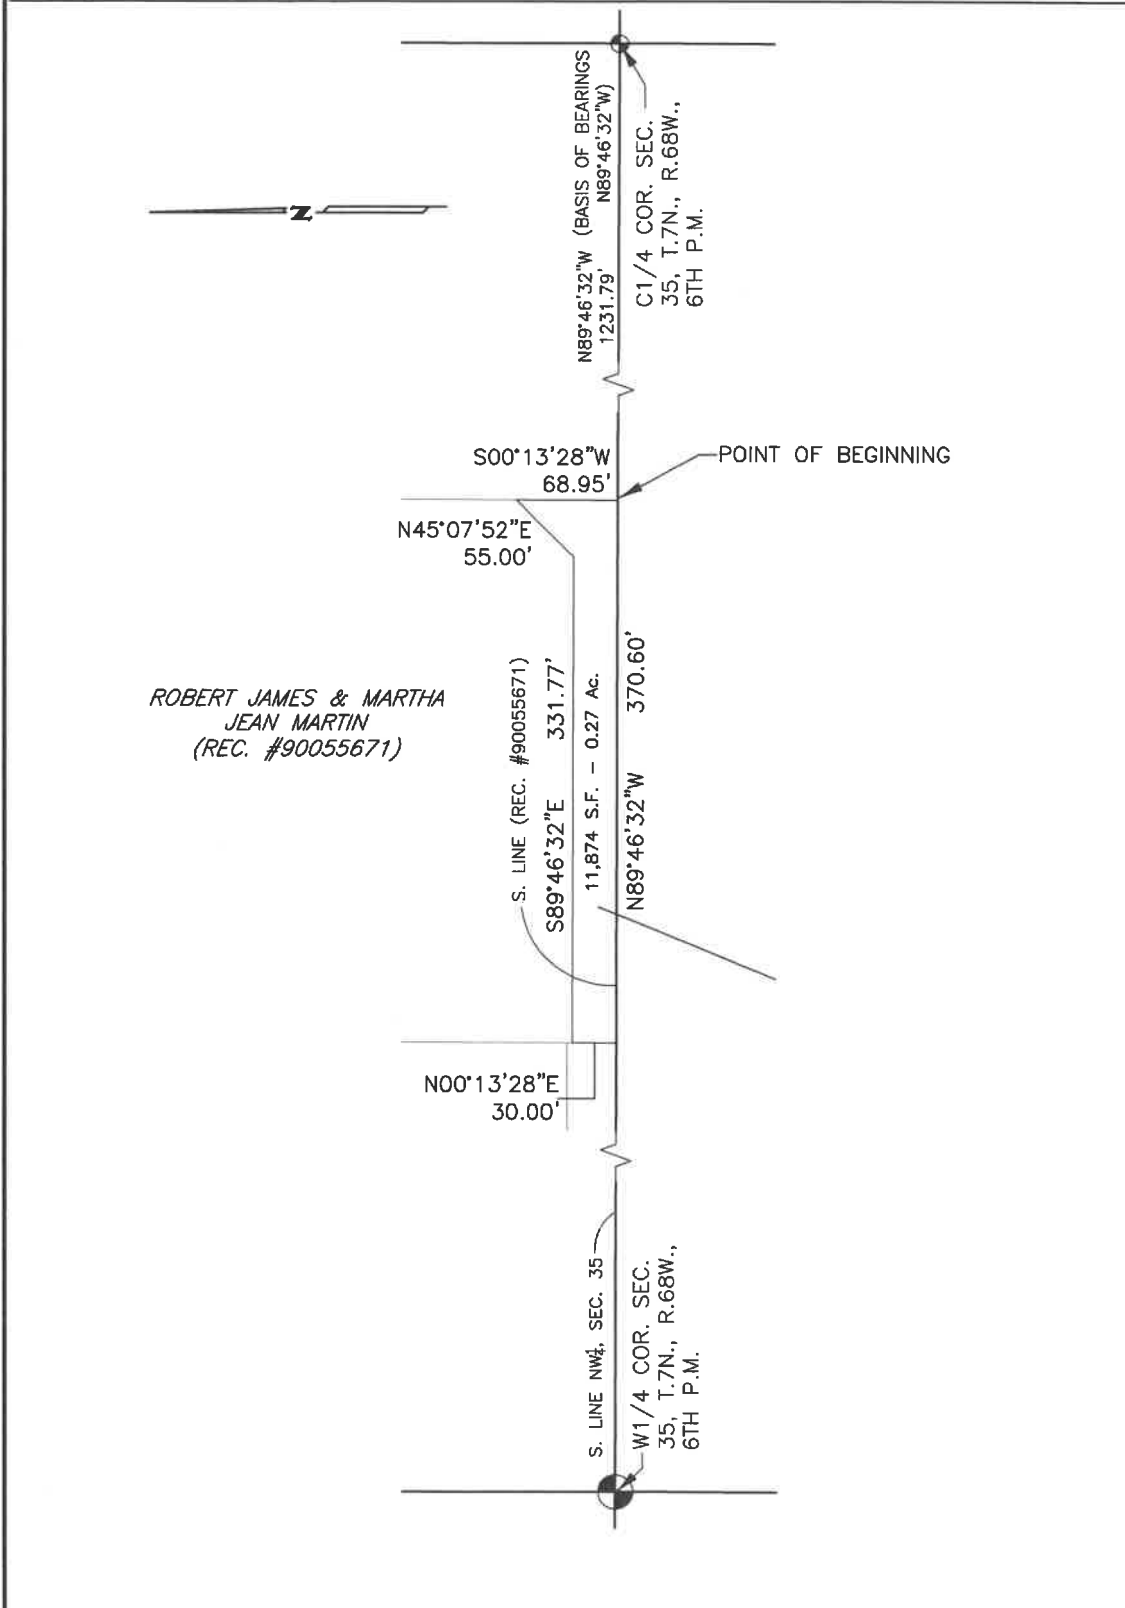 N89°46'32"W (BASIS OF BEARINGS
N89°46'32"W)
1231.79'
C1/4 COR. SEC.
35, T.7N., R.68W.,
6TH P.M.
N
S00°13'28"W
68.95'
POINT OF BEGINNING
N45°07'52"E
55.00'
ROBERT JAMES & MARTHA
JEAN MARTIN
(REC. #90055671)
S. LINE (REC. #90055671)
S89°46'32"E 331.77'
11,874 S.F. - 0.27 Ac.
N89°46'32"W 370.60'
N00°13'28"E
30.00'
S. LINE NW¼, SEC. 35
W1/4 COR. SEC.
35, T.7N., R.68W.,
6TH P.M.